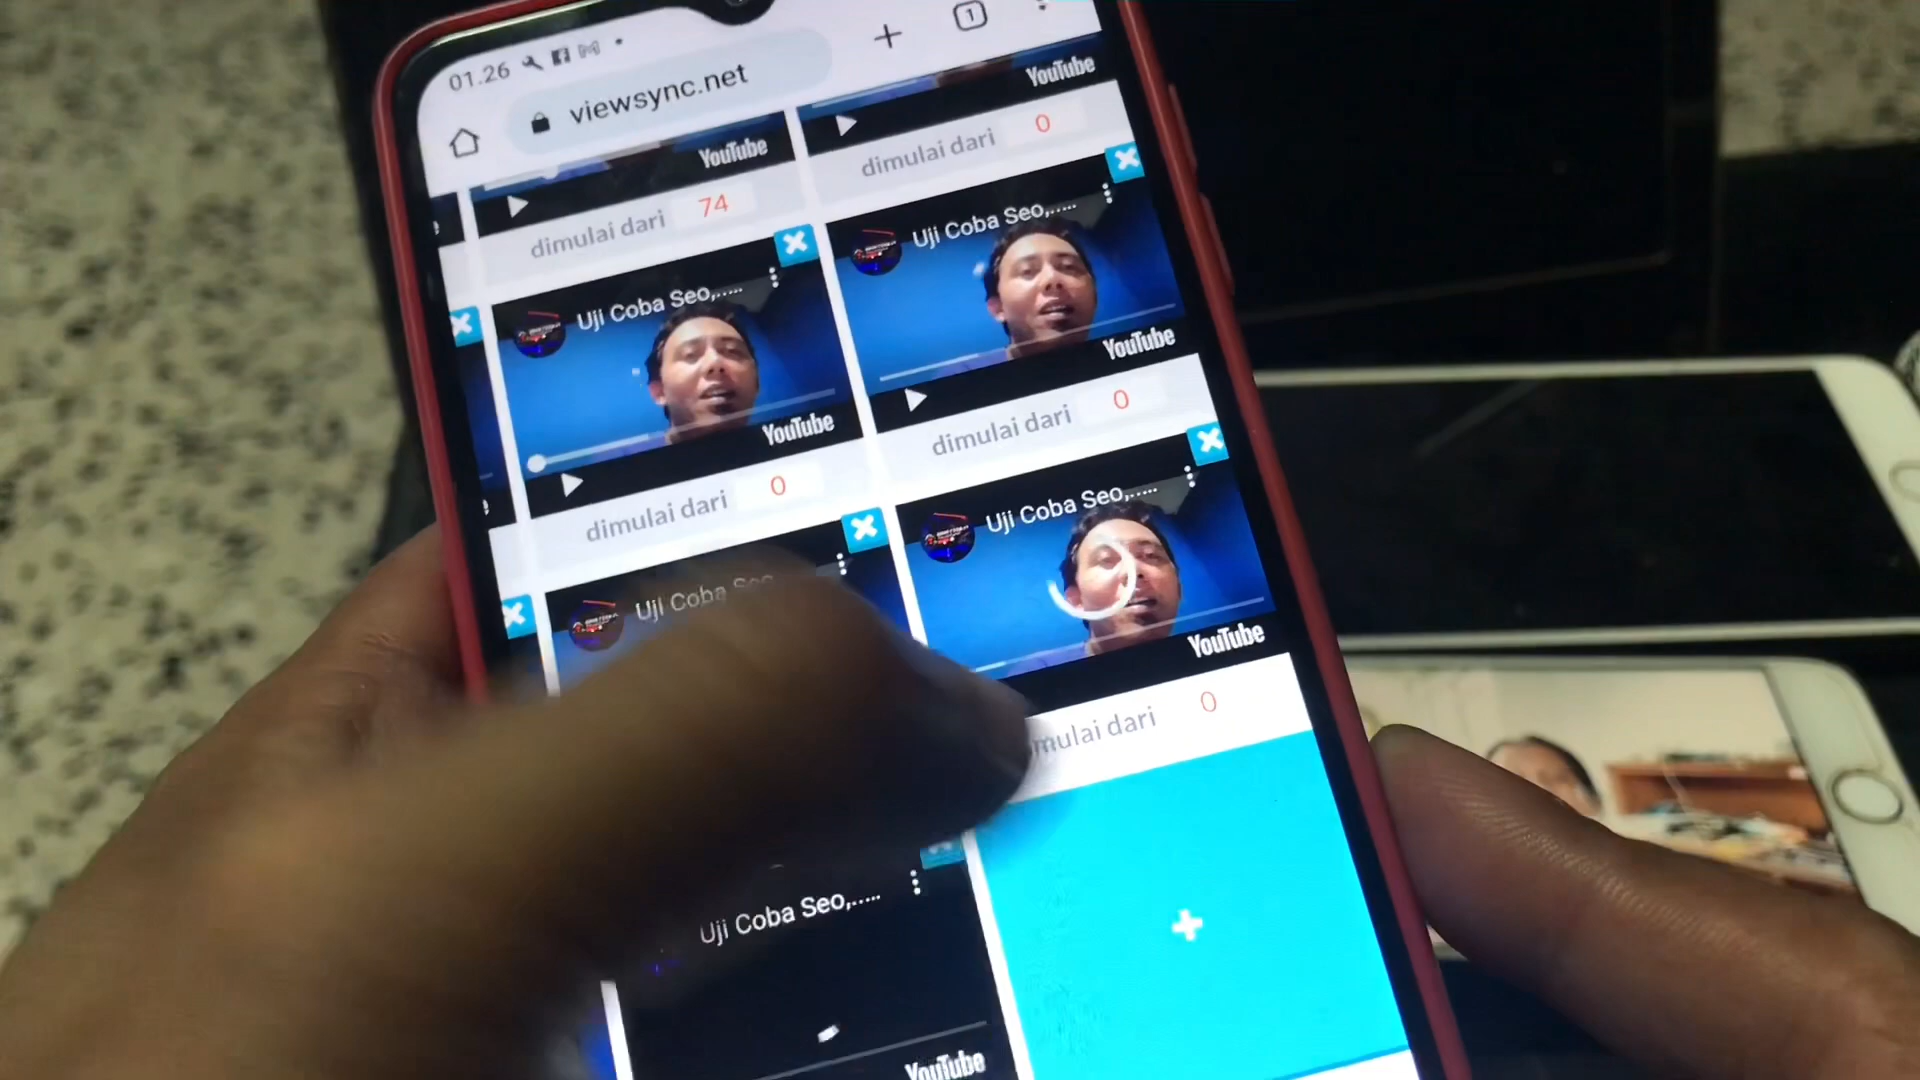 01.26
1
viewsync.net
YouTube
YouTube
dimulai dari 0
dimulai dari 74
Uji Coba Seo,.....
Uji Coba Seo,.....
YouTube
YouTube
dimulai dari 0
dimulai dari 0
Uji Coba Seo,.....
Uji Coba Seo
YouTube
mulai dari 0
Uji Coba Seo,.....
YouTube